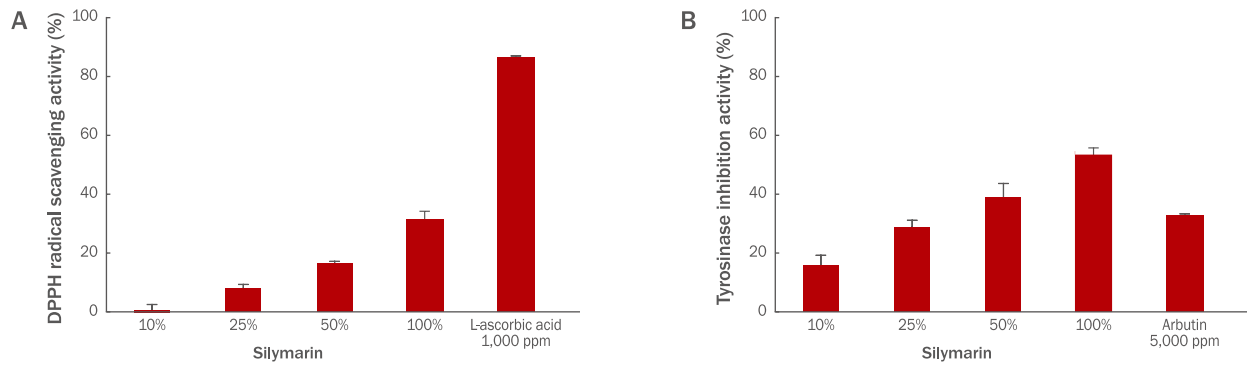 A
DPPH radical scavenging activity (%)
100
80
60
40
20
0
10% 25% 50% 100% L-ascorbic acid
1,000 ppm
Silymarin
B
Tyrosinase inhibition activity (%)
100
80
60
40
20
0
10% 25% 50% 100% Arbutin
5,000 ppm
Silymarin